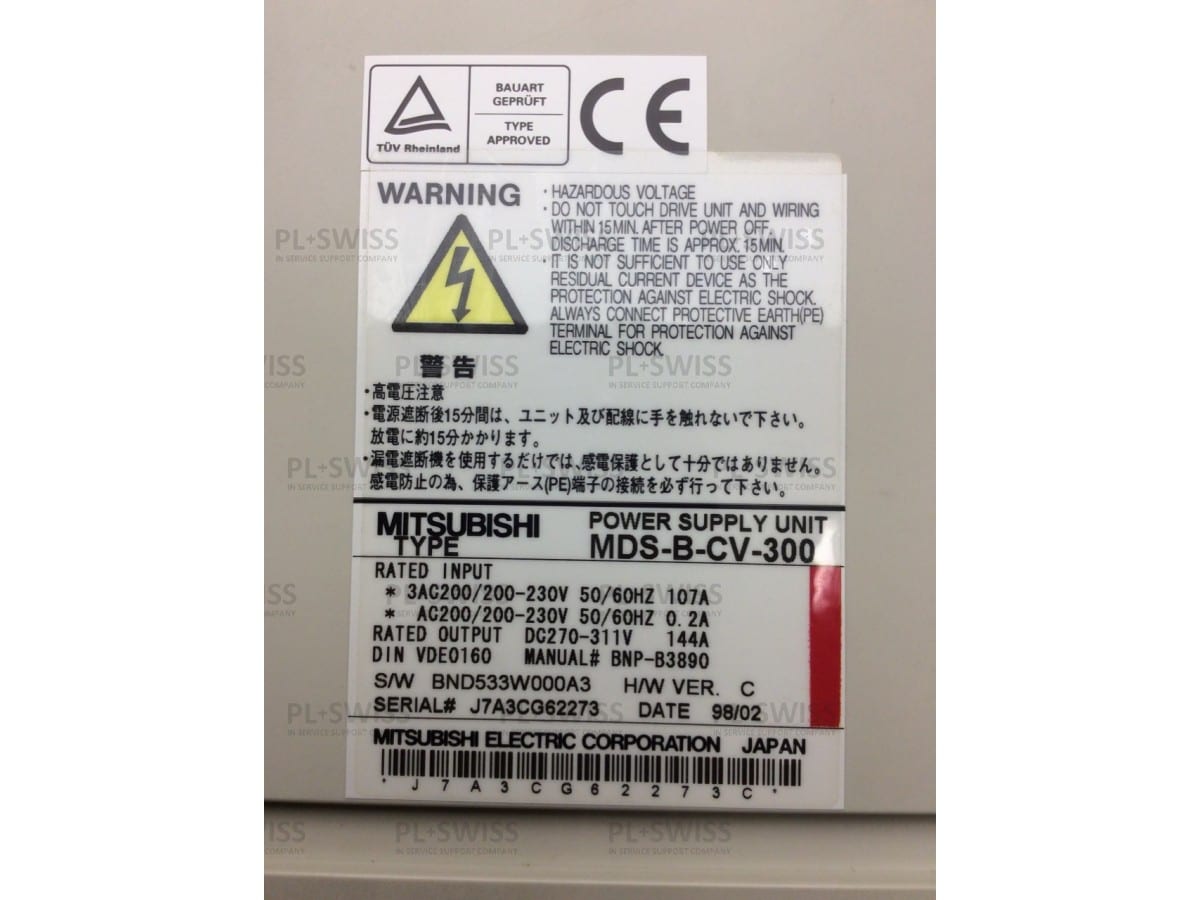 TÜV Rheinland
BAUART
GEPRÜFT
TYPE
APPROVED
CE
WARNING
・HAZARDOUS VOLTAGE
・DO NOT TOUCH DRIVE UNIT AND WIRING
WITHIN 15MIN. AFTER POWER OFF.
DISCHARGE TIME IS APPROX. 15MIN.
・IT IS NOT SUFFICIENT TO USE ONLY
RESIDUAL CURRENT DEVICE AS THE
PROTECTION AGAINST ELECTRIC SHOCK.
ALWAYS CONNECT PROTECTIVE EARTH(PE)
TERMINAL FOR PROTECTION AGAINST
ELECTRIC SHOCK
警告
・高電圧注意
・電源遮断後15分間は、ユニット及び配線に手を触れないで下さい。
放電に約15分かかります。
・漏電遮断機を使用するだけでは、感電保護として十分ではありません。
感電防止の為、保護アース(PE)端子の接続を必ず行って下さい。
MITSUBISHI POWER SUPPLY UNIT
TYPE MDS-B-CV-300
RATED INPUT
* 3AC200/200-230V 50/60HZ 107A
* AC200/200-230V 50/60HZ 0.2A
RATED OUTPUT DC270-311V 144A
DIN VDE0160 MANUAL# BNP-B3890
S/W BND533W000A3 H/W VER. C
SERIAL# J7A3CG62273 DATE 98/02
MITSUBISHI ELECTRIC CORPORATION JAPAN
* J 7 A 3 C G 6 2 2 7 3 C *
PL+SWISS
IN SERVICE SUPPORT COMPANY